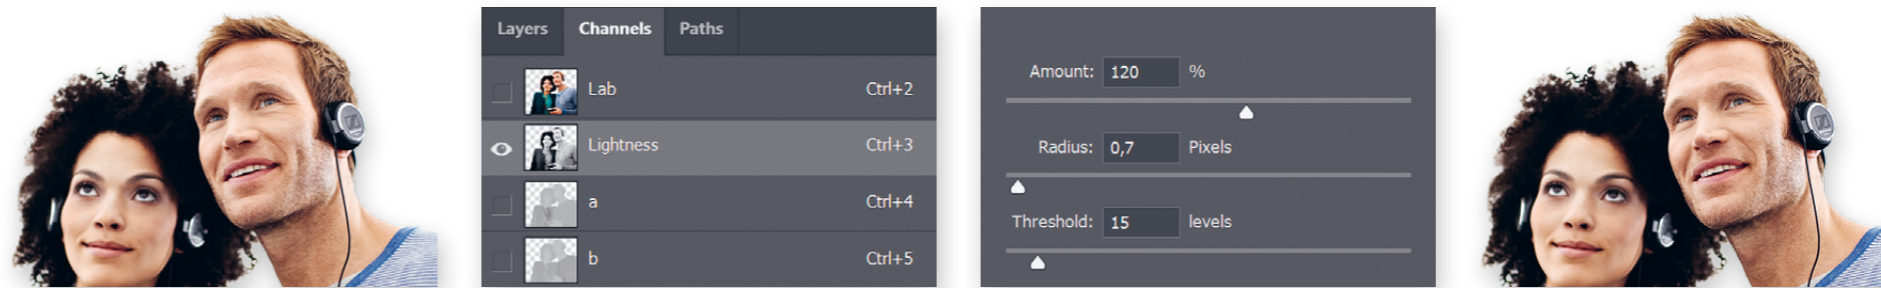 Layers Channels Paths
Lab Ctrl+2
Lightness Ctrl+3
a Ctrl+4
b Ctrl+5
Amount: 120 %
Radius: 0,7 Pixels
Threshold: 15 levels